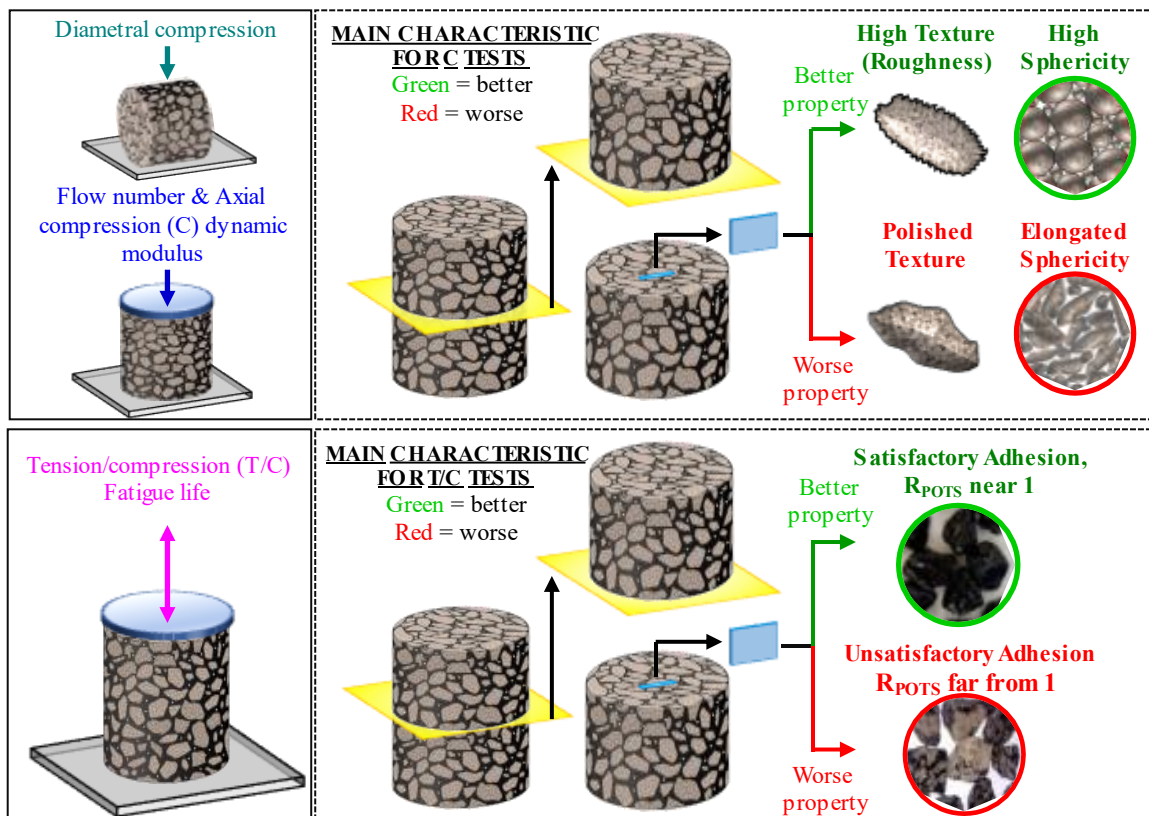 Diametral compression
Flow number & Axial
compression (C) dynamic
modulus
MAIN CHARACTERISTIC
FOR C TESTS
Green = better
Red = worse
Better
property
High Texture
(Roughness)
High
Sphericity
Polished
Texture
Elongated
Sphericity
Worse
property
Tension/compression (T/C)
Fatigue life
MAIN CHARACTERISTIC
FOR T/C TESTS
Green = better
Red = worse
Better
property
Satisfactory Adhesion,
R_POTS near 1
Unsatisfactory Adhesion
R_POTS far from 1
Worse
property